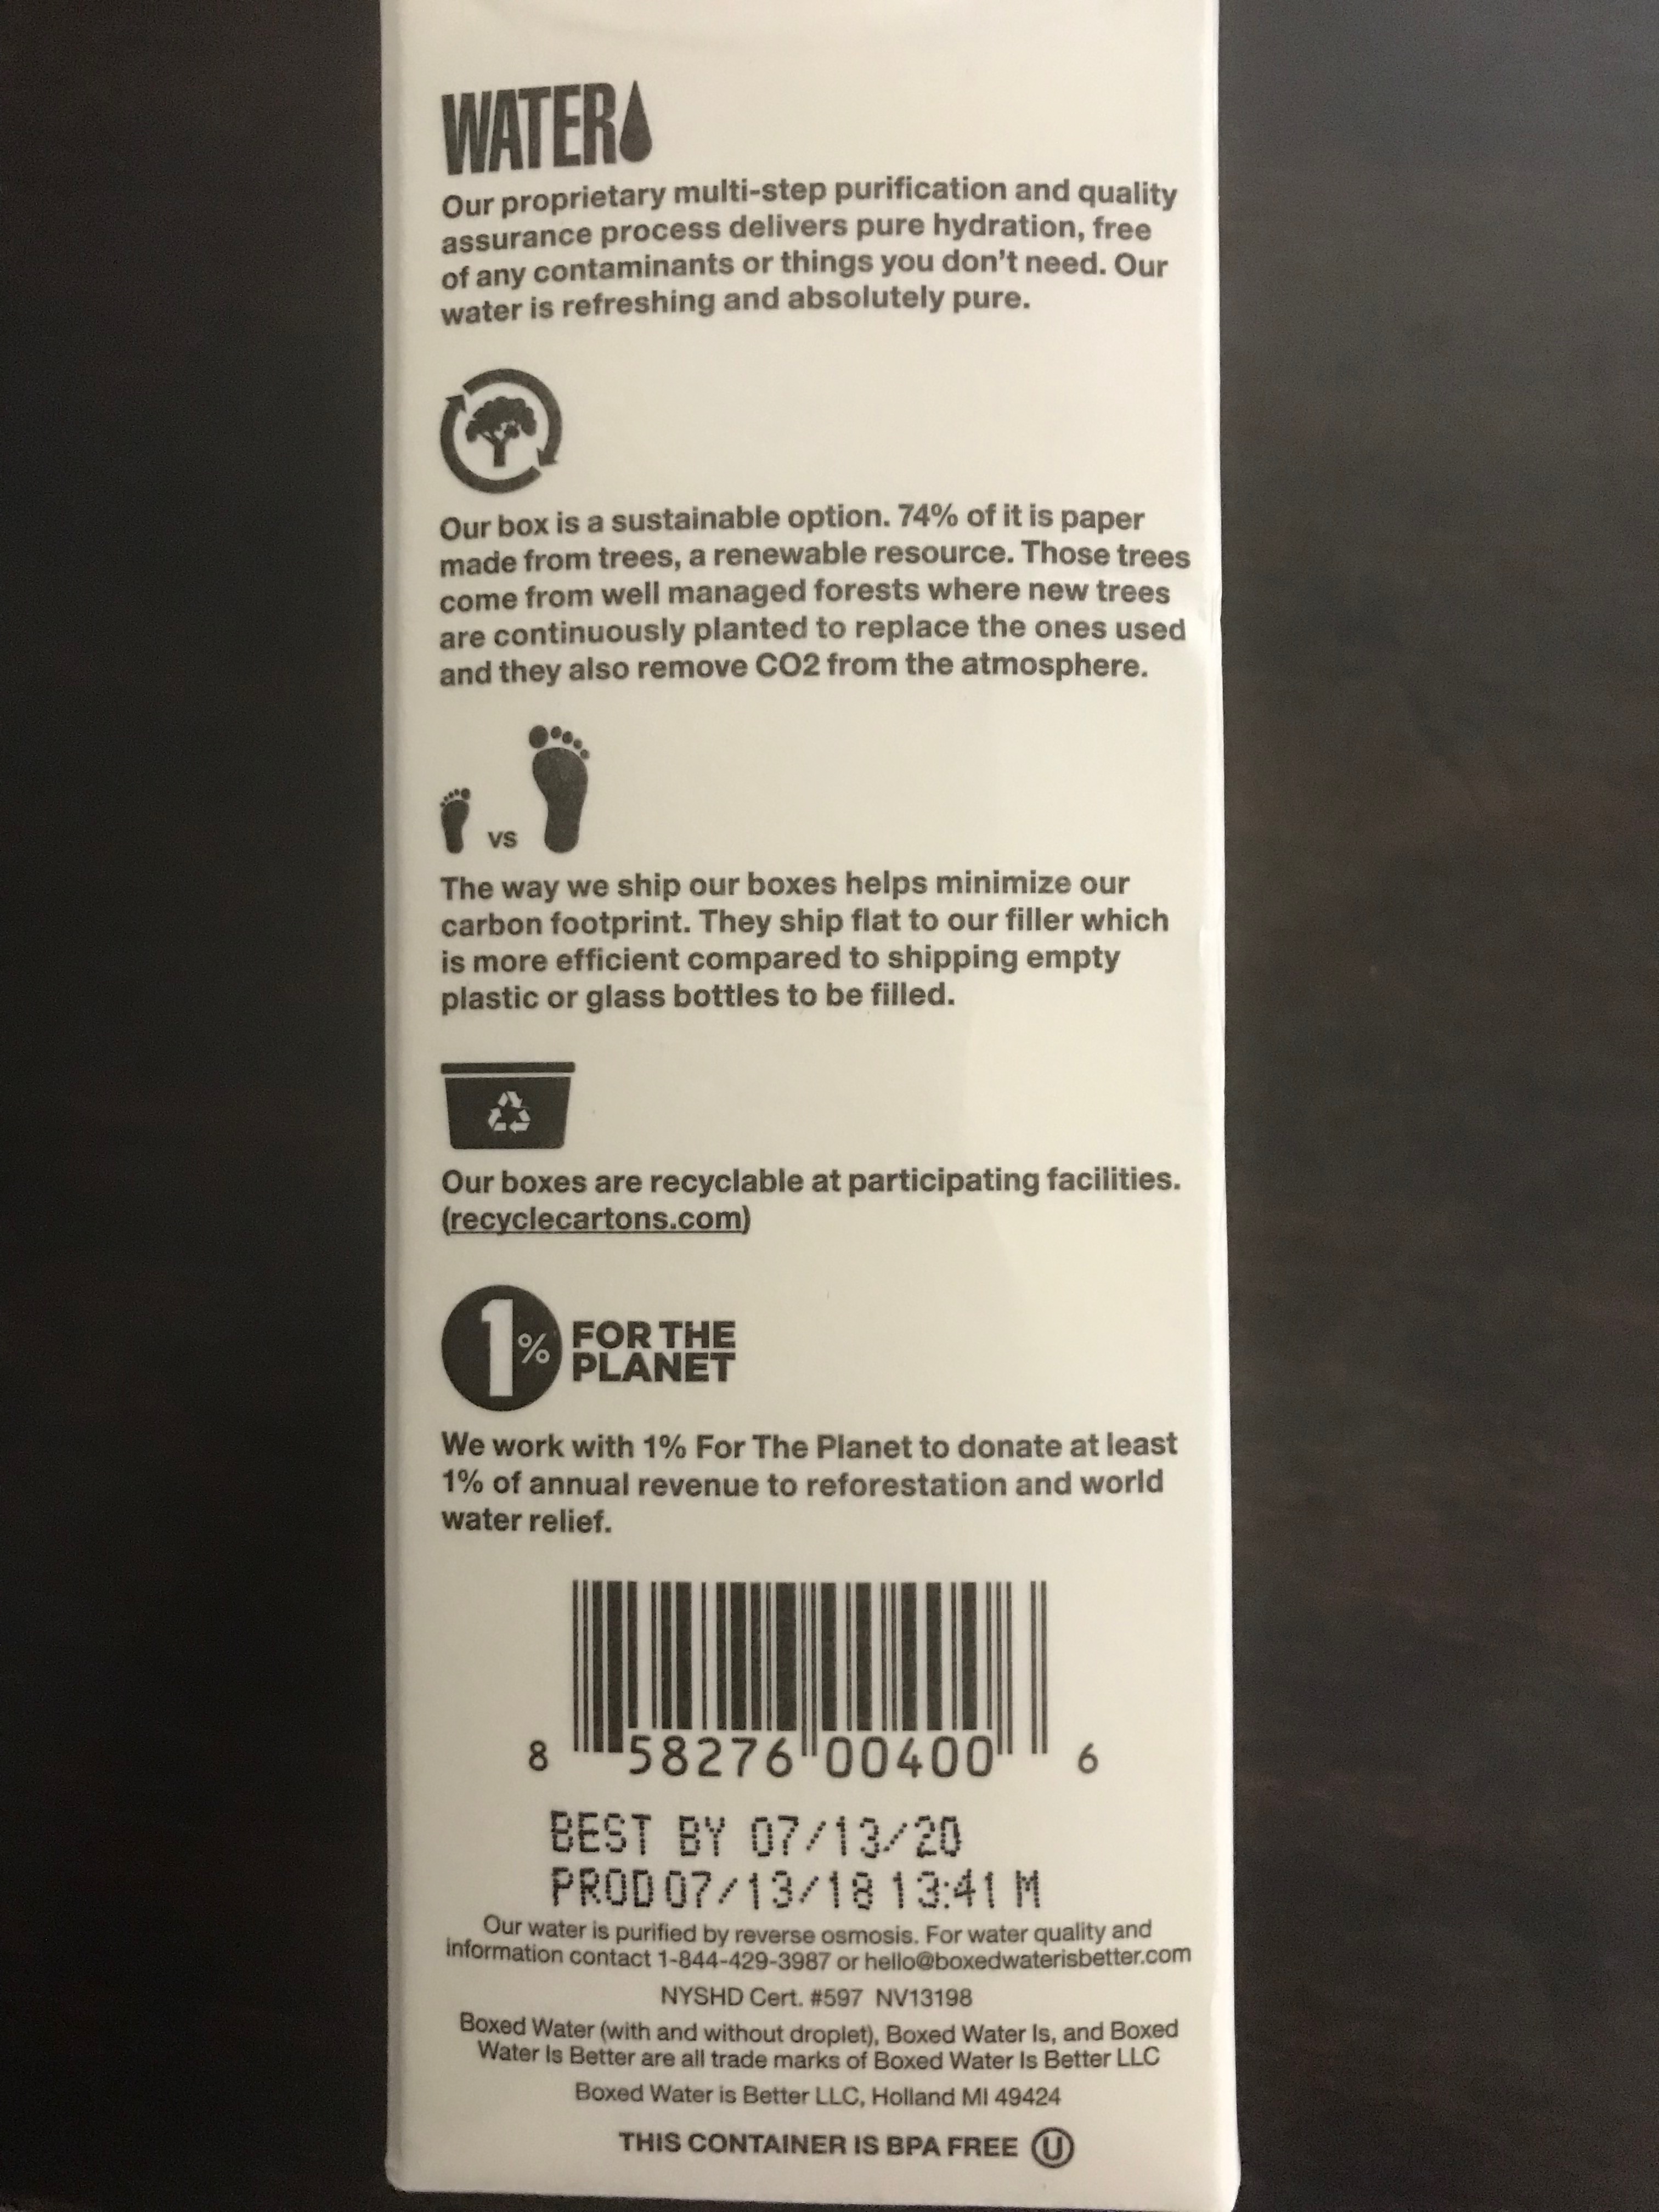 WATER
Our proprietary multi-step purification and quality
assurance process delivers pure hydration, free
of any contaminants or things you don't need. Our
water is refreshing and absolutely pure.
Our box is a sustainable option. 74% of it is paper
made from trees, a renewable resource. Those trees
come from well managed forests where new trees
are continuously planted to replace the ones used
and they also remove CO2 from the atmosphere.
vs
The way we ship our boxes helps minimize our
carbon footprint. They ship flat to our filler which
is more efficient compared to shipping empty
plastic or glass bottles to be filled.
Our boxes are recyclable at participating facilities.
(recyclecartons.com)
1% FOR THE
PLANET
We work with 1% For The Planet to donate at least
1% of annual revenue to reforestation and world
water relief.
8 58276 00400 6
BEST BY 07/13/20
PROD 07/13/18 13:41 M
Our water is purified by reverse osmosis. For water quality and
information contact 1-844-429-3987 or hello@boxedwaterisbetter.com
NYSHD Cert. #597 NV13198
Boxed Water (with and without droplet), Boxed Water Is, and Boxed
Water Is Better are all trade marks of Boxed Water Is Better LLC
Boxed Water is Better LLC, Holland MI 49424
THIS CONTAINER IS BPA FREE U